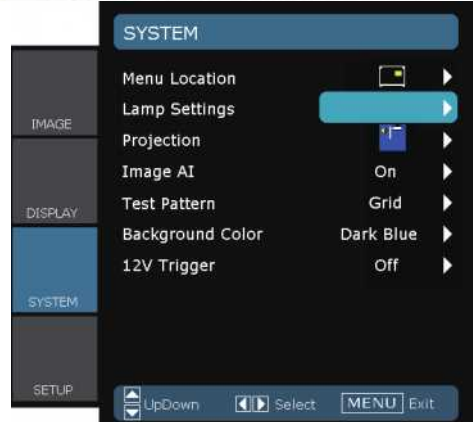 SYSTEM
IMAGE
DISPLAY
SYSTEM
SETUP
Menu Location
Lamp Settings
Projection
Image AI On
Test Pattern Grid
Background Color Dark Blue
12V Trigger Off
UpDown Select MENU Exit